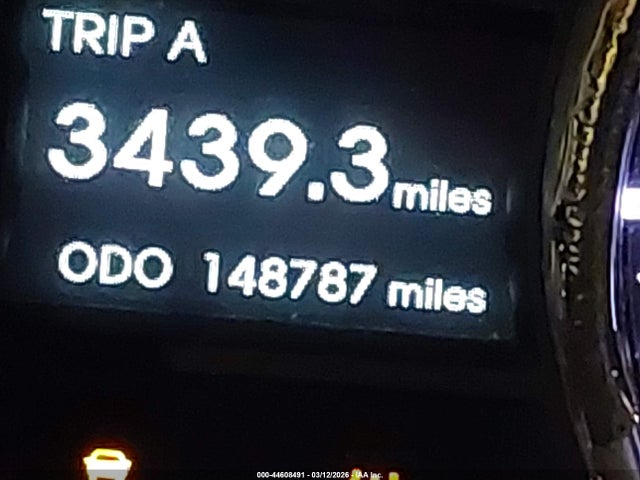 TRIP A
3439.3 miles
ODO 148787 miles
000-44608491 - 03/12/2026 - IAA Inc.